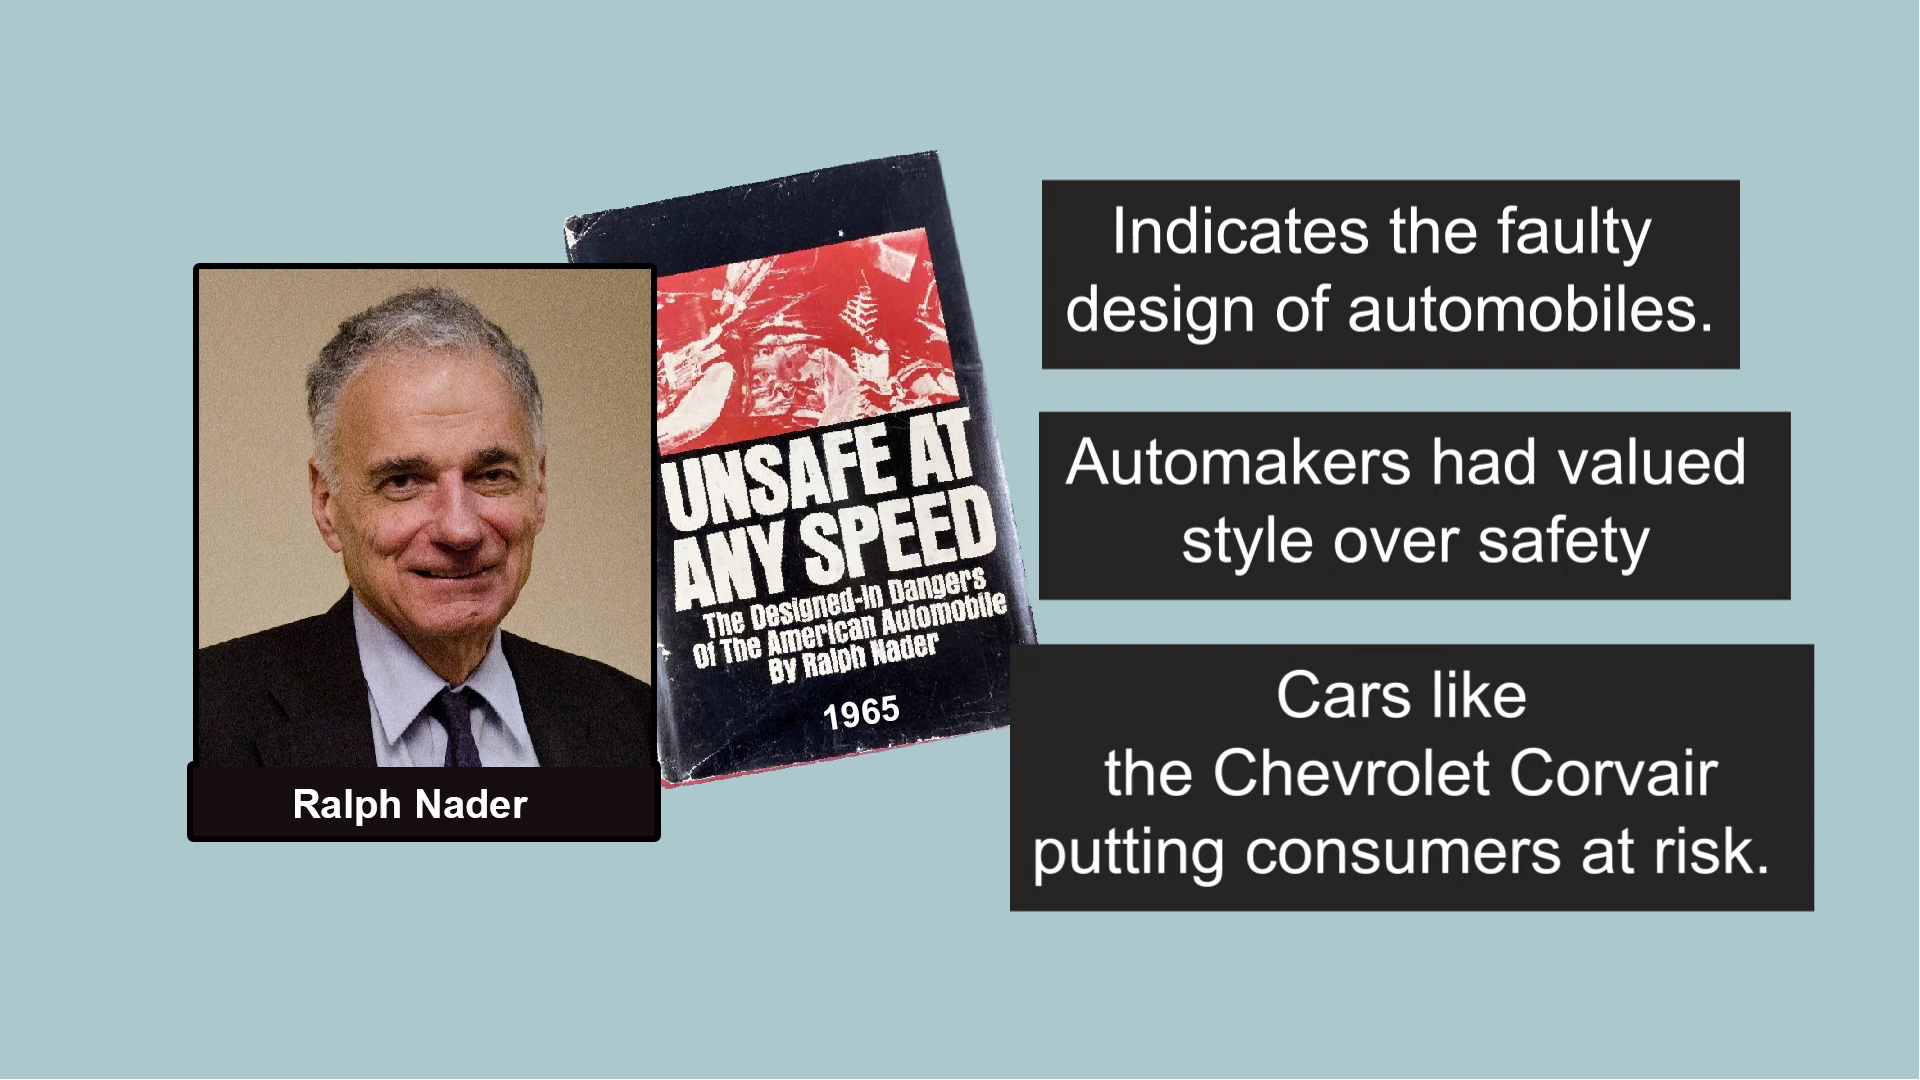 Ralph Nader
UNSAFE AT
ANY SPEED
The Designed-In Dangers
Of The American Automobile
By Ralph Nader
1965
Indicates the faulty
design of automobiles.
Automakers had valued
style over safety
Cars like
the Chevrolet Corvair
putting consumers at risk.